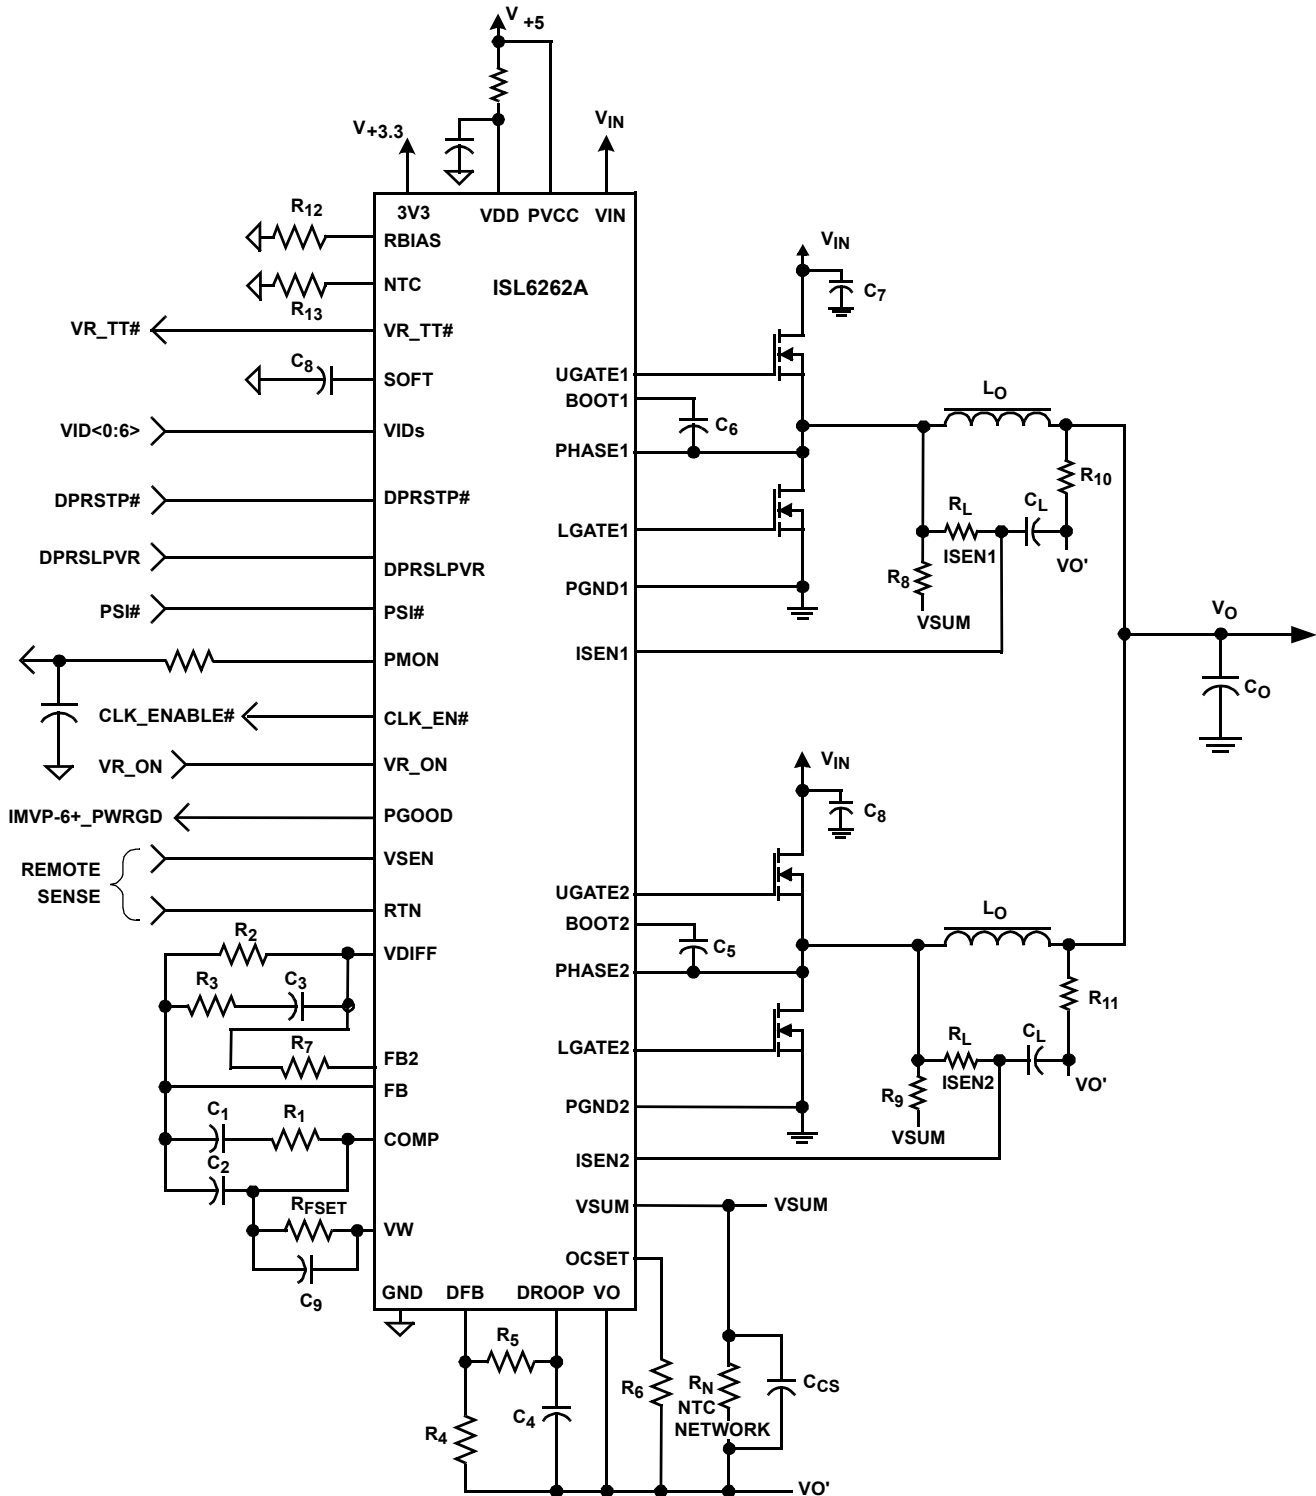 V+5
V+3.3
VIN
R12
3V3
VDD PVCC VIN
RBIAS
VIN
NTC
ISL6262A
C7
R13
VR_TT#
VR_TT#
C8
SOFT
UGATE1
LO
BOOT1
VID<0:6>
VIDs
C6
PHASE1
R10
DPRSTP#
DPRSTP#
RL
CL
LGATE1
ISEN1
VO'
DPRSLPVR
DPRSLPVR
R8
PGND1
PSI#
PSI#
VSUM
VO
ISEN1
PMON
CO
CLK_ENABLE#
CLK_EN#
VR_ON
VR_ON
VIN
IMVP-6+_PWRGD
PGOOD
C8
REMOTE
SENSE
VSEN
UGATE2
RTN
LO
BOOT2
R2
VDIFF
C5
PHASE2
R3
C3
R11
RL
CL
R7
FB2
LGATE2
ISEN2
VO'
FB
R9
PGND2
C1
R1
COMP
VSUM
C2
ISEN2
RFSET
VSUM
VSUM
VW
OCSET
C9
GND
DFB
DROOP
VO
R5
R6
RN
NTC
NETWORK
CCS
R4
C4
VO'